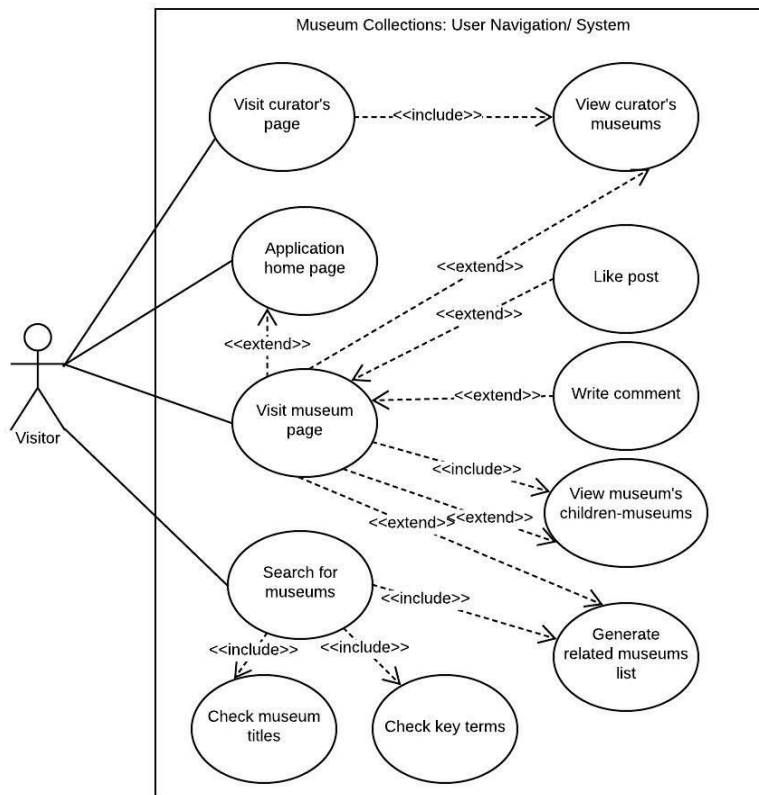 Museum Collections: User Navigation/ System
Visit curator's
page
<<include>>
View curator's
museums
Application
home page
<<extend>>
Like post
<<extend>>
<<extend>>
Visit museum
page
<<extend>>
Write comment
Visitor
<<include>>
View museum's
children-museums
<<extend>>
<<extend>>
Search for
museums
<<include>>
Generate
related museums
list
<<include>>
<<include>>
Check museum
titles
Check key terms